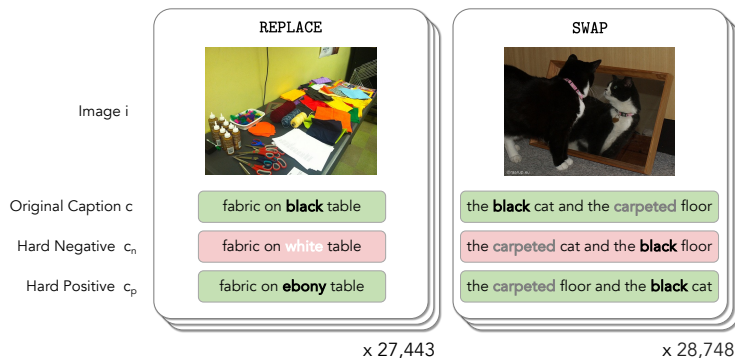 REPLACE SWAP
Image i
Original Caption c fabric on black table the black cat and the carpeted floor
Hard Negative cn fabric on white table the carpeted cat and the black floor
Hard Positive cp fabric on ebony table the carpeted floor and the black cat
x 27,443 x 28,748